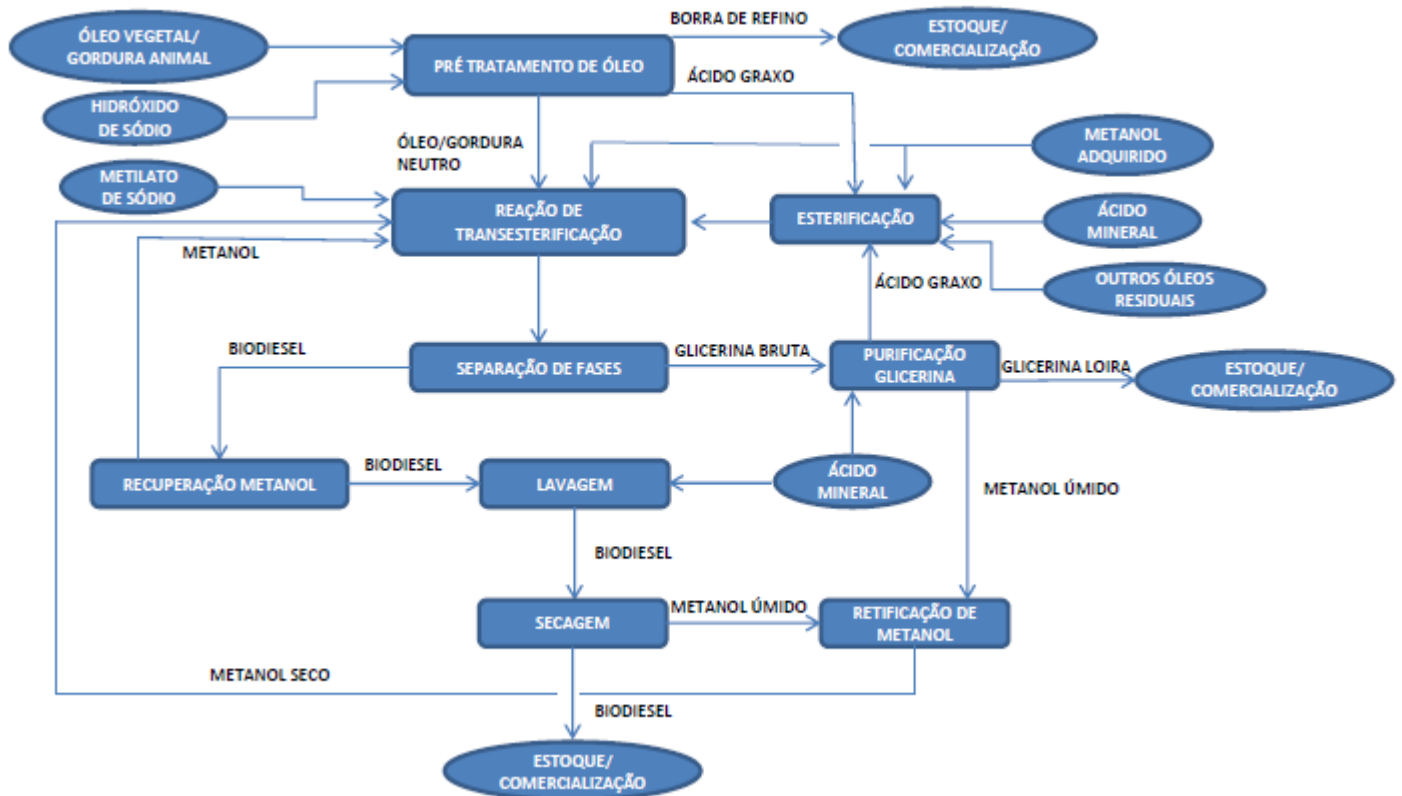 BORRA DE REFINO
ESTOQUE/
COMERCIALIZAÇÃO
ÓLEO VEGETAL/
GORDURA ANIMAL
PRÉ TRATAMENTO DE ÓLEO
ÁCIDO GRAXO
HIDRÓXIDO
DE SÓDIO
ÓLEO/GORDURA
NEUTRO
METANOL
ADQUIRIDO
METILATO
DE SÓDIO
REAÇÃO DE
TRANSESTERIFICAÇÃO
ESTERIFICAÇÃO
ÁCIDO
MINERAL
METANOL
ÁCIDO GRAXO
OUTROS ÓLEOS
RESIDUAIS
BIODIESEL
SEPARAÇÃO DE FASES
GLICERINA BRUTA
PURIFICAÇÃO
GLICERINA
GLICERINA LOIRA
ESTOQUE/
COMERCIALIZAÇÃO
RECUPERAÇÃO METANOL
BIODIESEL
LAVAGEM
ÁCIDO
MINERAL
METANOL ÚMIDO
BIODIESEL
SECAGEM
METANOL ÚMIDO
RETIFICAÇÃO DE
METANOL
METANOL SECO
BIODIESEL
ESTOQUE/
COMERCIALIZAÇÃO